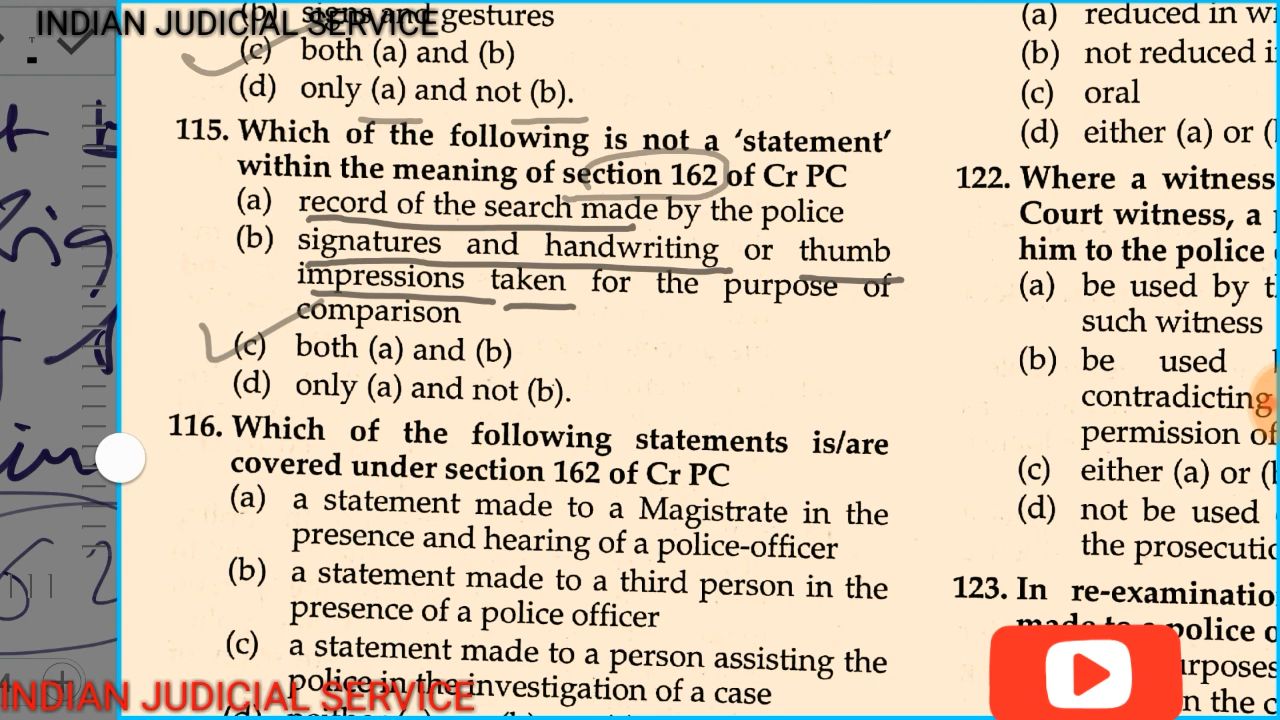 INDIAN JUDICIAL SERVICE
(b) signs and gestures
(c) both (a) and (b)
(d) only (a) and not (b).
115. Which of the following is not a ‘statement’
within the meaning of section 162 of Cr PC
(a) record of the search made by the police
(b) signatures and handwriting or thumb
impressions taken for the purpose of
comparison
(c) both (a) and (b)
(d) only (a) and not (b).
116. Which of the following statements is/are
covered under section 162 of Cr PC
(a) a statement made to a Magistrate in the
presence and hearing of a police-officer
(b) a statement made to a third person in the
presence of a police officer
(c) a statement made to a person assisting the
police in the investigation of a case
INDIAN JUDICIAL SERVICE
(a) reduced in
(b) not reduced
(c) oral
(d) either (a) or
122. Where a witness
Court witness, a
him to the police
(a) be used by
such witness
(b) be used
contradicting
permission of
(c) either (a) or
(d) not be used
the
123. In
made to a police
62